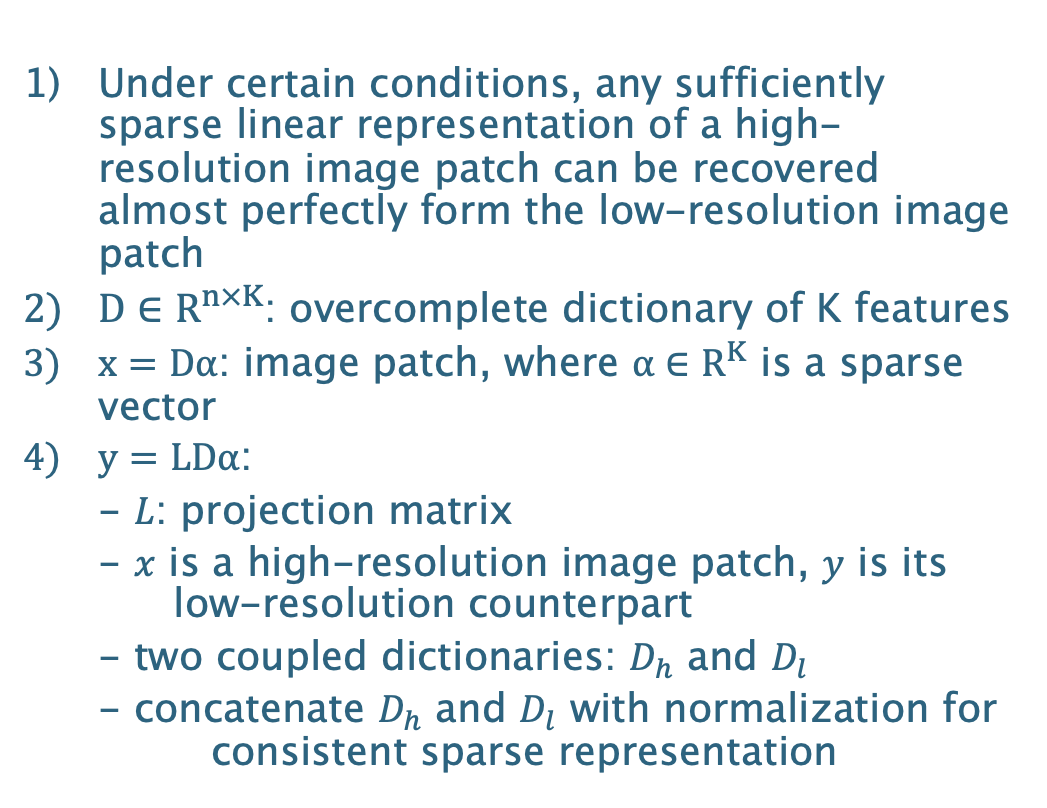 1) Under certain conditions, any sufficiently
sparse linear representation of a high-
resolution image patch can be recovered
almost perfectly form the low-resolution image
patch
2) D ∈ Rⁿ×ᴷ: overcomplete dictionary of K features
3) x = Dα: image patch, where α ∈ Rᴷ is a sparse
vector
4) y = LDα:
– L: projection matrix
– x is a high-resolution image patch, y is its
low-resolution counterpart
– two coupled dictionaries: Dₕ and Dₗ
– concatenate Dₕ and Dₗ with normalization for
consistent sparse representation